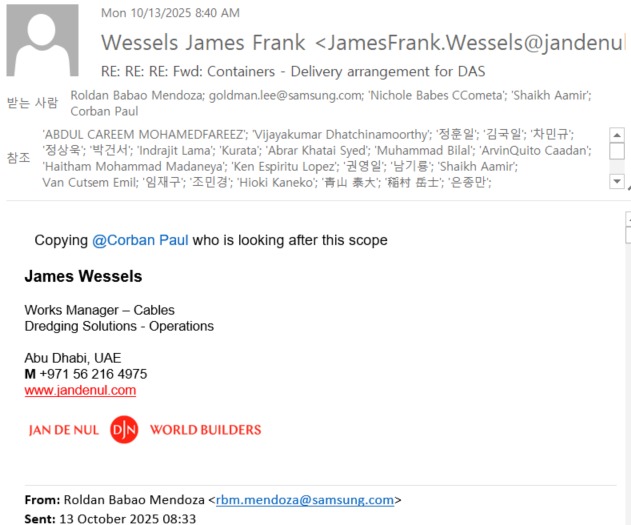 Mon 10/13/2025 8:40 AM
Wessels James Frank <JamesFrank.Wessels@jandenul
RE: RE: RE: Fwd: Containers - Delivery arrangement for DAS
받는 사람 Roldan Babao Mendoza; goldman.lee@samsung.com; 'Nichole Babes CCometa'; 'Shaikh Aamir';
Corban Paul
참조 'ABDUL CAREEM MOHAMEDFAREEZ'; 'Vijayakumar Dhatchinamoorthy'; '정훈일'; '김국일'; '차민규';
'정상욱'; '박건서'; 'Indrajit Lama'; 'Kurata'; 'Abrar Khatai Syed'; 'Muhammad Bilal'; 'ArvinQuito Caadan';
'Haitham Mohammad Madaneya'; 'Ken Espiritu Lopez'; '권영일'; '남기룡'; 'Shaikh Aamir';
Van Cutsem Emil; '임재구'; '조민경'; 'Hioki Kaneko'; '青山 泰大'; '稲村 岳士'; '은종만';
Copying @Corban Paul who is looking after this scope
James Wessels
Works Manager – Cables
Dredging Solutions - Operations
Abu Dhabi, UAE
M +971 56 216 4975
www.jandenul.com
JAN DE NUL DJN WORLD BUILDERS
From: Roldan Babao Mendoza <rbm.mendoza@samsung.com>
Sent: 13 October 2025 08:33